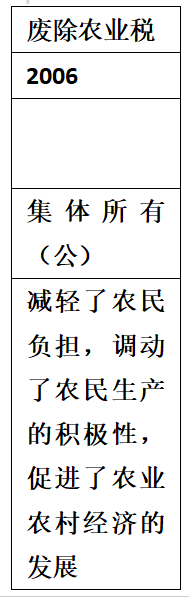 废除农业税
2006
集体所有
（公）
减轻了农民
负担，调动
了农民生产
的积极性，
促进了农业
农村经济的
发展